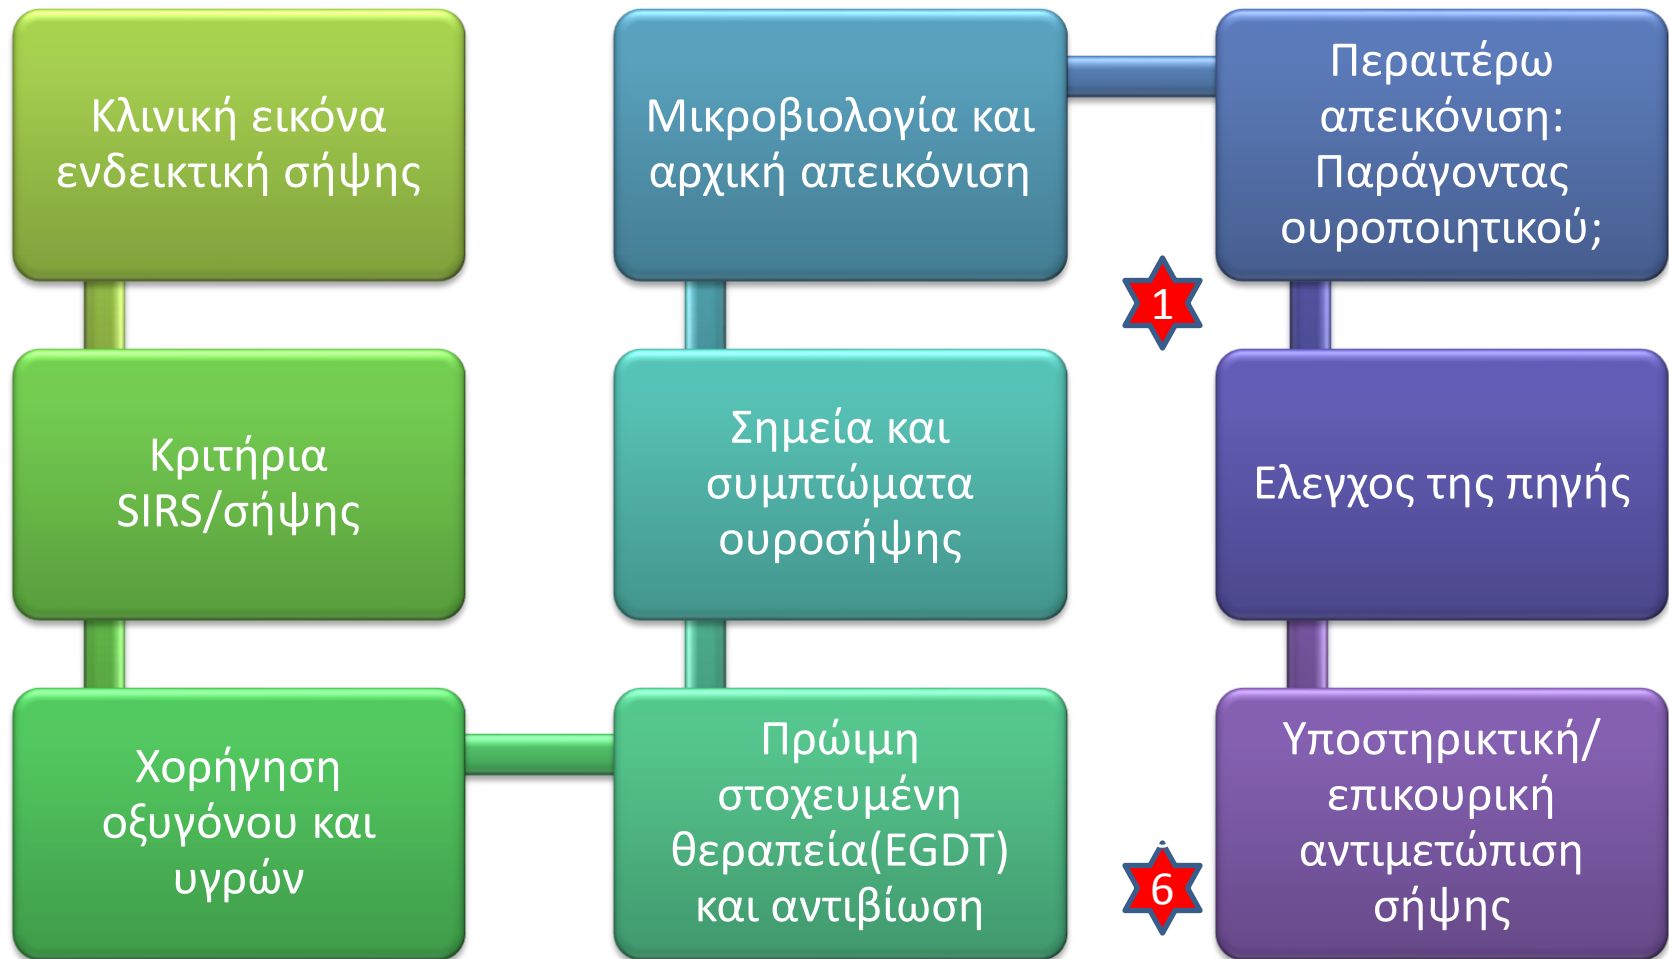 Κλινική εικόνα
ενδεικτική σήψης
Κριτήρια
SIRS/σήψης
Χορήγηση
οξυγόνου και
υγρών
Πρώιμη
στοχευμένη
θεραπεία(EGDT)
και αντιβίωση
Σημεία και
συμπτώματα
ουροσήψης
Μικροβιολογία και
αρχική απεικόνιση
Περαιτέρω
απεικόνιση:
Παράγοντας
ουροποιητικού;
Ελεγχος της πηγής
Υποστηρικτική/
επικουρική
αντιμετώπιση
σήψης
1
6